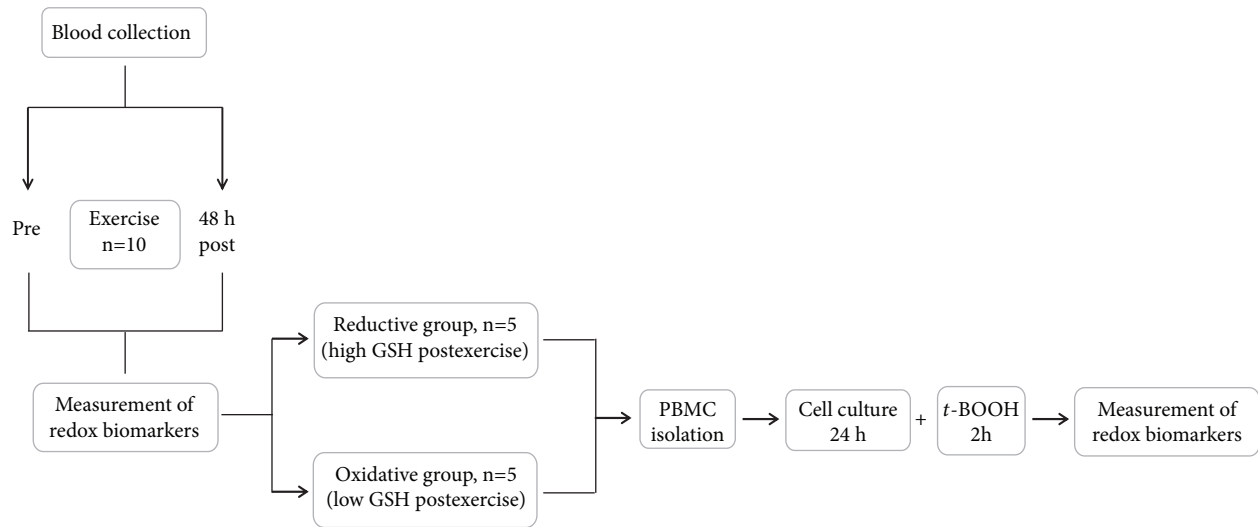 Blood collection
Pre
Exercise
n=10
48 h
post
Measurement of
redox biomarkers
Reductive group, n=5
(high GSH postexercise)
Oxidative group, n=5
(low GSH postexercise)
PBMC
isolation
Cell culture
24 h
+
t-BOOH
2h
Measurement of
redox biomarkers